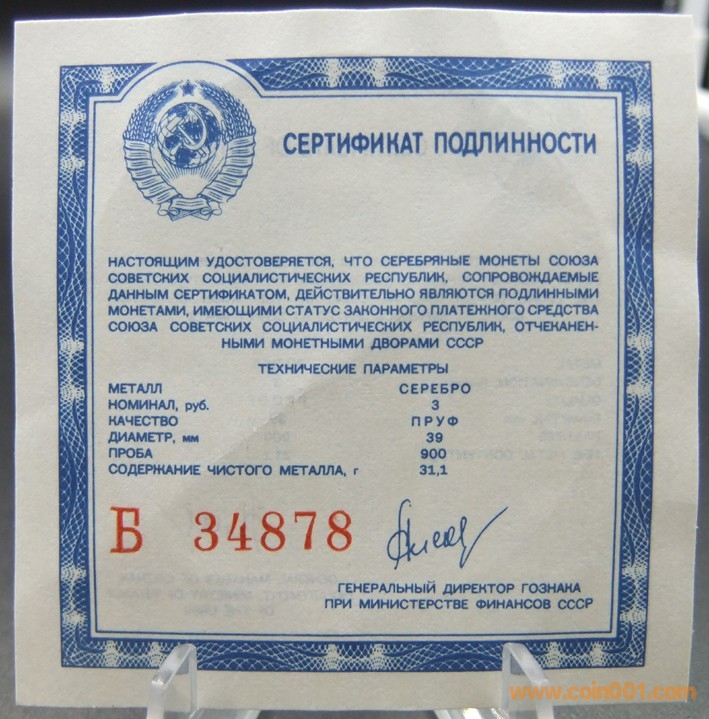 СЕРТИФИКАТ ПОДЛИННОСТИ
НАСТОЯЩИМ УДОСТОВЕРЯЕТСЯ, ЧТО СЕРЕБРЯНЫЕ МОНЕТЫ СОЮЗА
СОВЕТСКИХ СОЦИАЛИСТИЧЕСКИХ РЕСПУБЛИК, СОПРОВОЖДАЕМЫЕ
ДАННЫМ СЕРТИФИКАТОМ, ДЕЙСТВИТЕЛЬНО ЯВЛЯЮТСЯ ПОДЛИННЫМИ
МОНЕТАМИ, ИМЕЮЩИМИ СТАТУС ЗАКОННОГО ПЛАТЕЖНОГО СРЕДСТВА
СОЮЗА СОВЕТСКИХ СОЦИАЛИСТИЧЕСКИХ РЕСПУБЛИК, ОТЧЕКАНЕН-
НЫМИ МОНЕТНЫМИ ДВОРАМИ СССР
ТЕХНИЧЕСКИЕ ПАРАМЕТРЫ
МЕТАЛЛ СЕРЕБРО
НОМИНАЛ, руб. 3
КАЧЕСТВО ПРУФ
ДИАМЕТР, мм 39
ПРОБА 900
СОДЕРЖАНИЕ ЧИСТОГО МЕТАЛЛА, г 31,1
Б 34878
ГЕНЕРАЛЬНЫЙ ДИРЕКТОР ГОЗНАКА
ПРИ МИНИСТЕРСТВЕ ФИНАНСОВ СССР
www.coin001.com